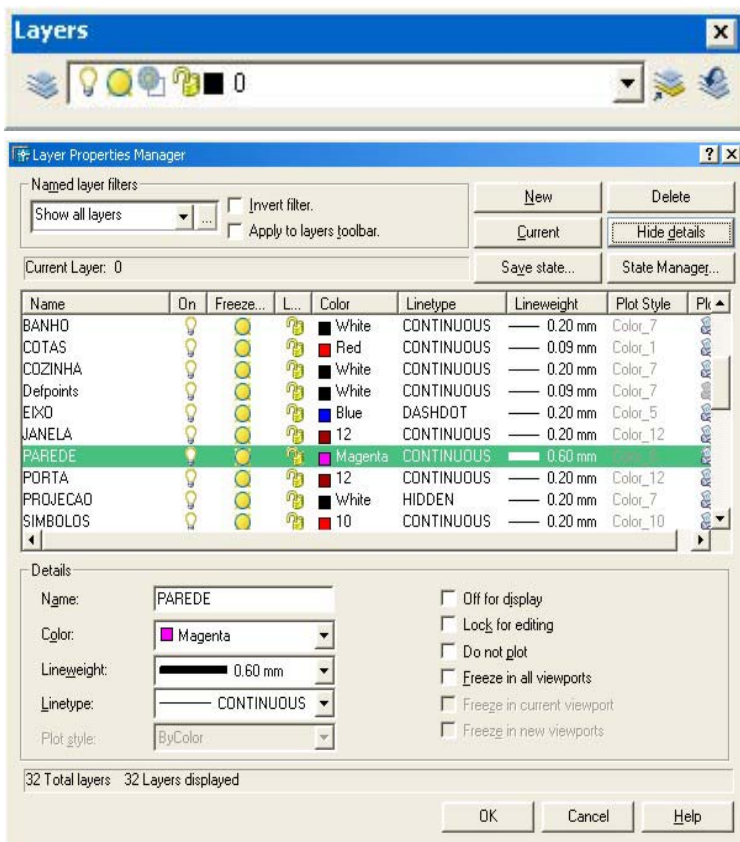 Layers
0
Layer Properties Manager
Named layer filters
Show all layers
...
Invert filter.
Apply to layers toolbar.
New
Delete
Current
Hide details
Current Layer: 0
Save state...
State Manager...
Name On Freeze... L... Color Linetype Lineweight Plot Style Plc
BANHO White CONTINUOUS 0.20 mm Color_7
COTAS Red CONTINUOUS 0.09 mm Color_1
COZINHA White CONTINUOUS 0.20 mm Color_7
Defpoints White CONTINUOUS 0.09 mm Color_7
EIXO Blue DASHDOT 0.20 mm Color_5
JANELA 12 CONTINUOUS 0.20 mm Color_12
PAREDE Magenta CONTINUOUS 0.60 mm
PORTA 12 CONTINUOUS 0.20 mm Color_12
PROJECAO White HIDDEN 0.20 mm Color_7
SIMBOLOS 10 CONTINUOUS 0.20 mm Color_10
Details
Name: PAREDE
Color: Magenta
Lineweight: 0.60 mm
Linetype: CONTINUOUS
Plot style: ByColor
Off for display
Lock for editing
Do not plot
Freeze in all viewports
Freeze in current viewport
Freeze in new viewports
32 Total layers 32 Layers displayed
OK
Cancel
Help